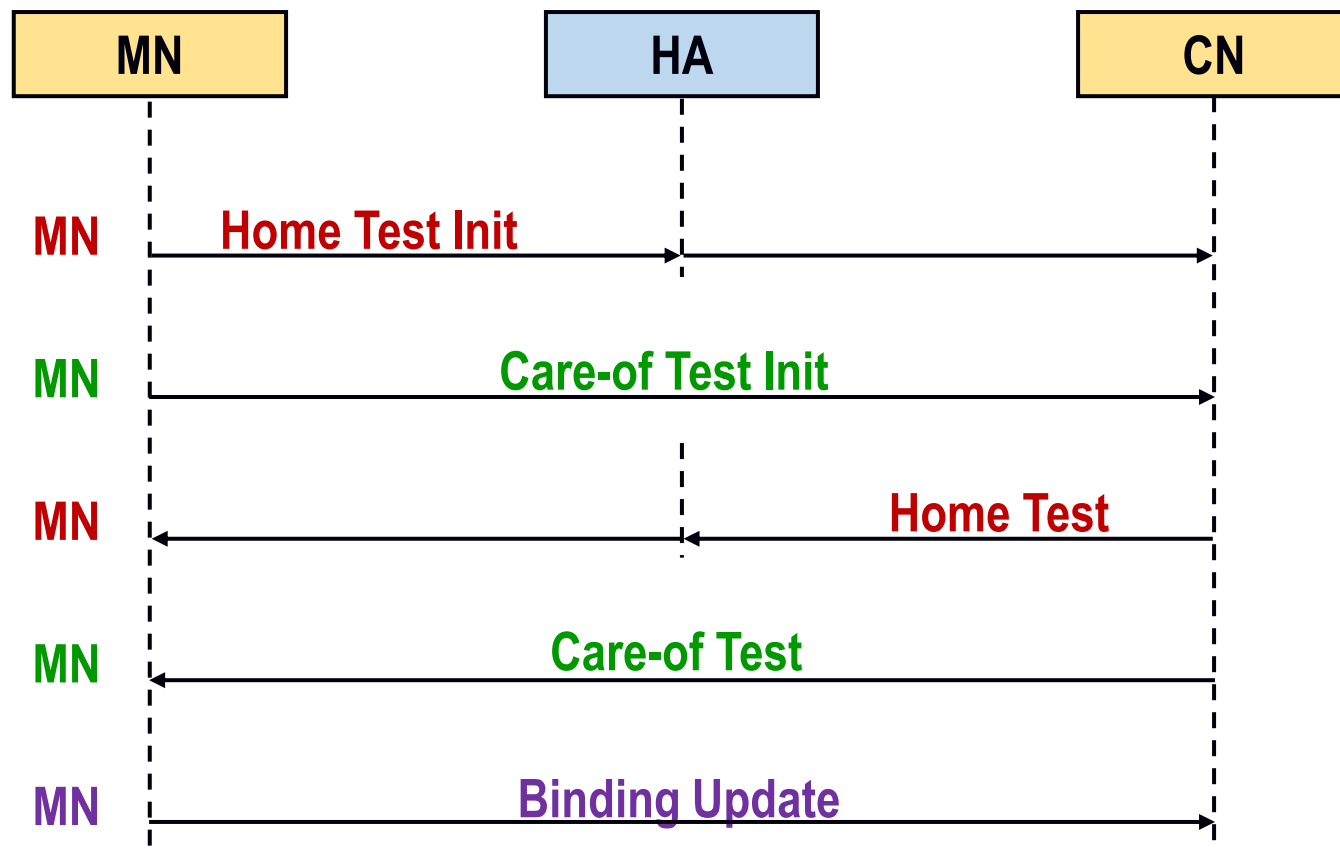 MN HA CN
MN Home Test Init
MN Care-of Test Init
MN Home Test
MN Care-of Test
MN Binding Update